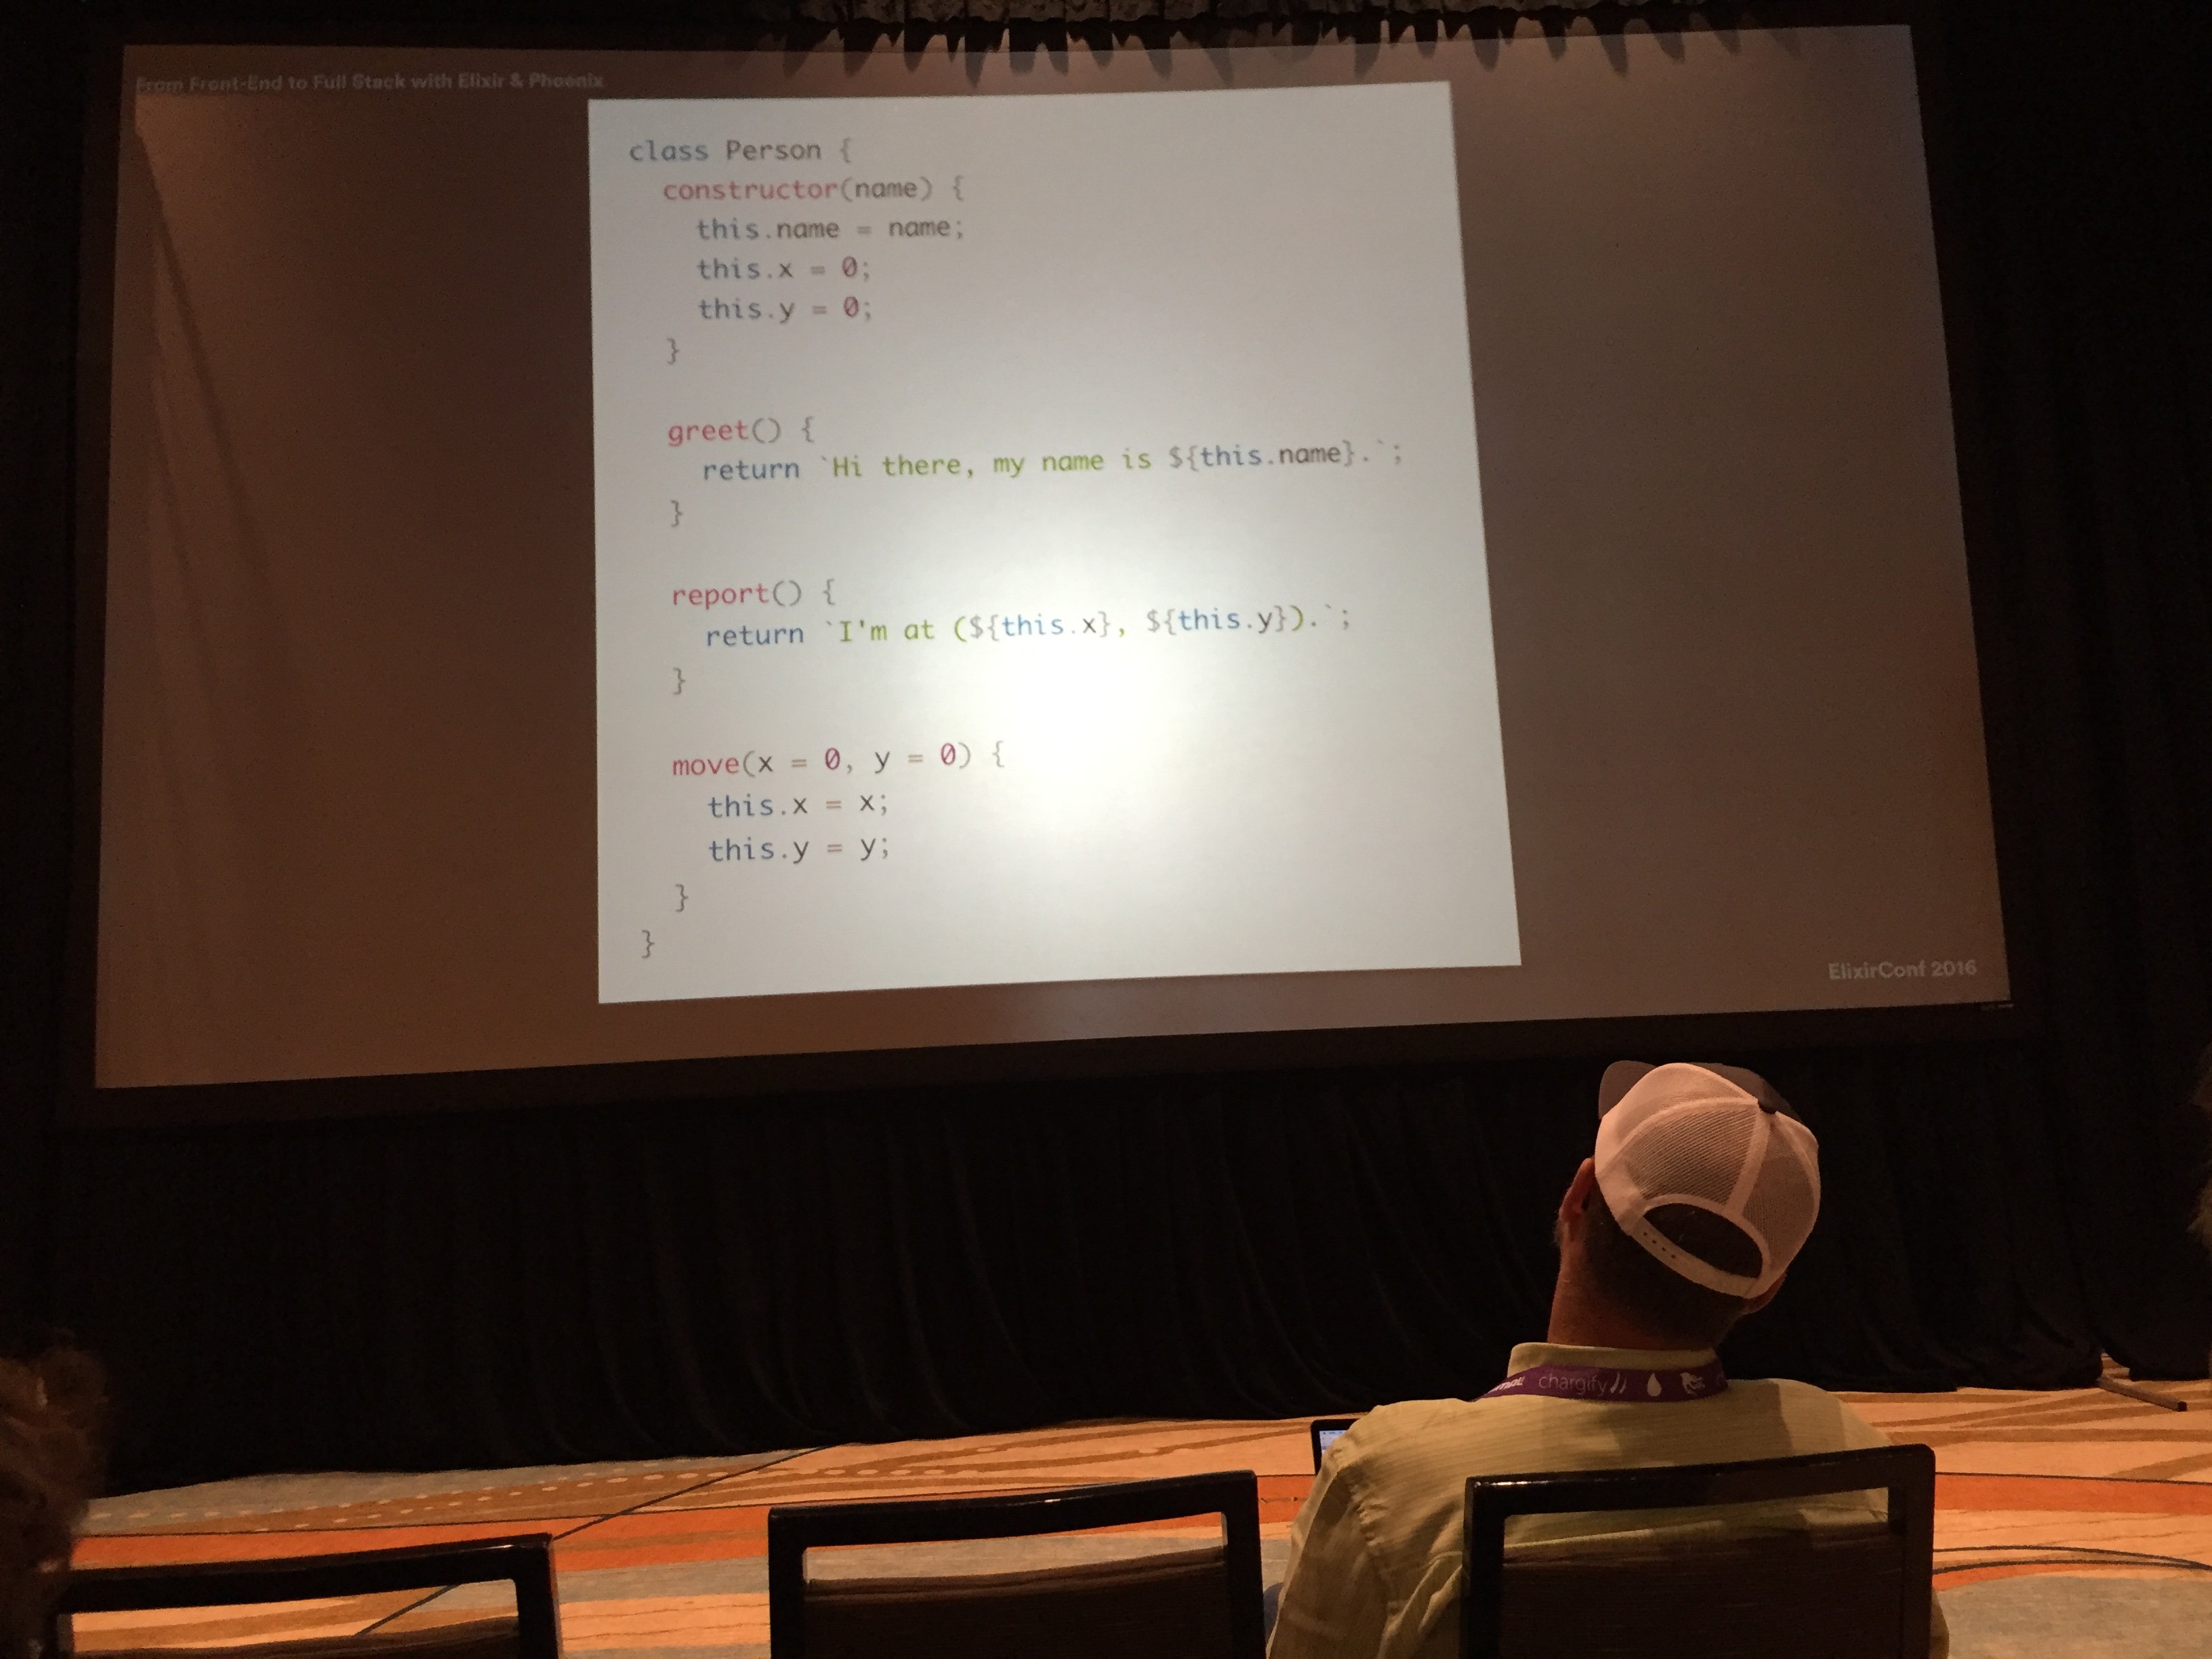 From Front-End to Full Stack with Elixir & Phoenix
class Person {
constructor(name) {
this.name = name;
this.x = 0;
this.y = 0;
}
greet() {
return `Hi there, my name is ${this.name}.`;
}
report() {
return `I'm at (${this.x}, ${this.y}).`;
}
move(x = 0, y = 0) {
this.x = x;
this.y = y;
}
}
ElixirConf 2016
chargify